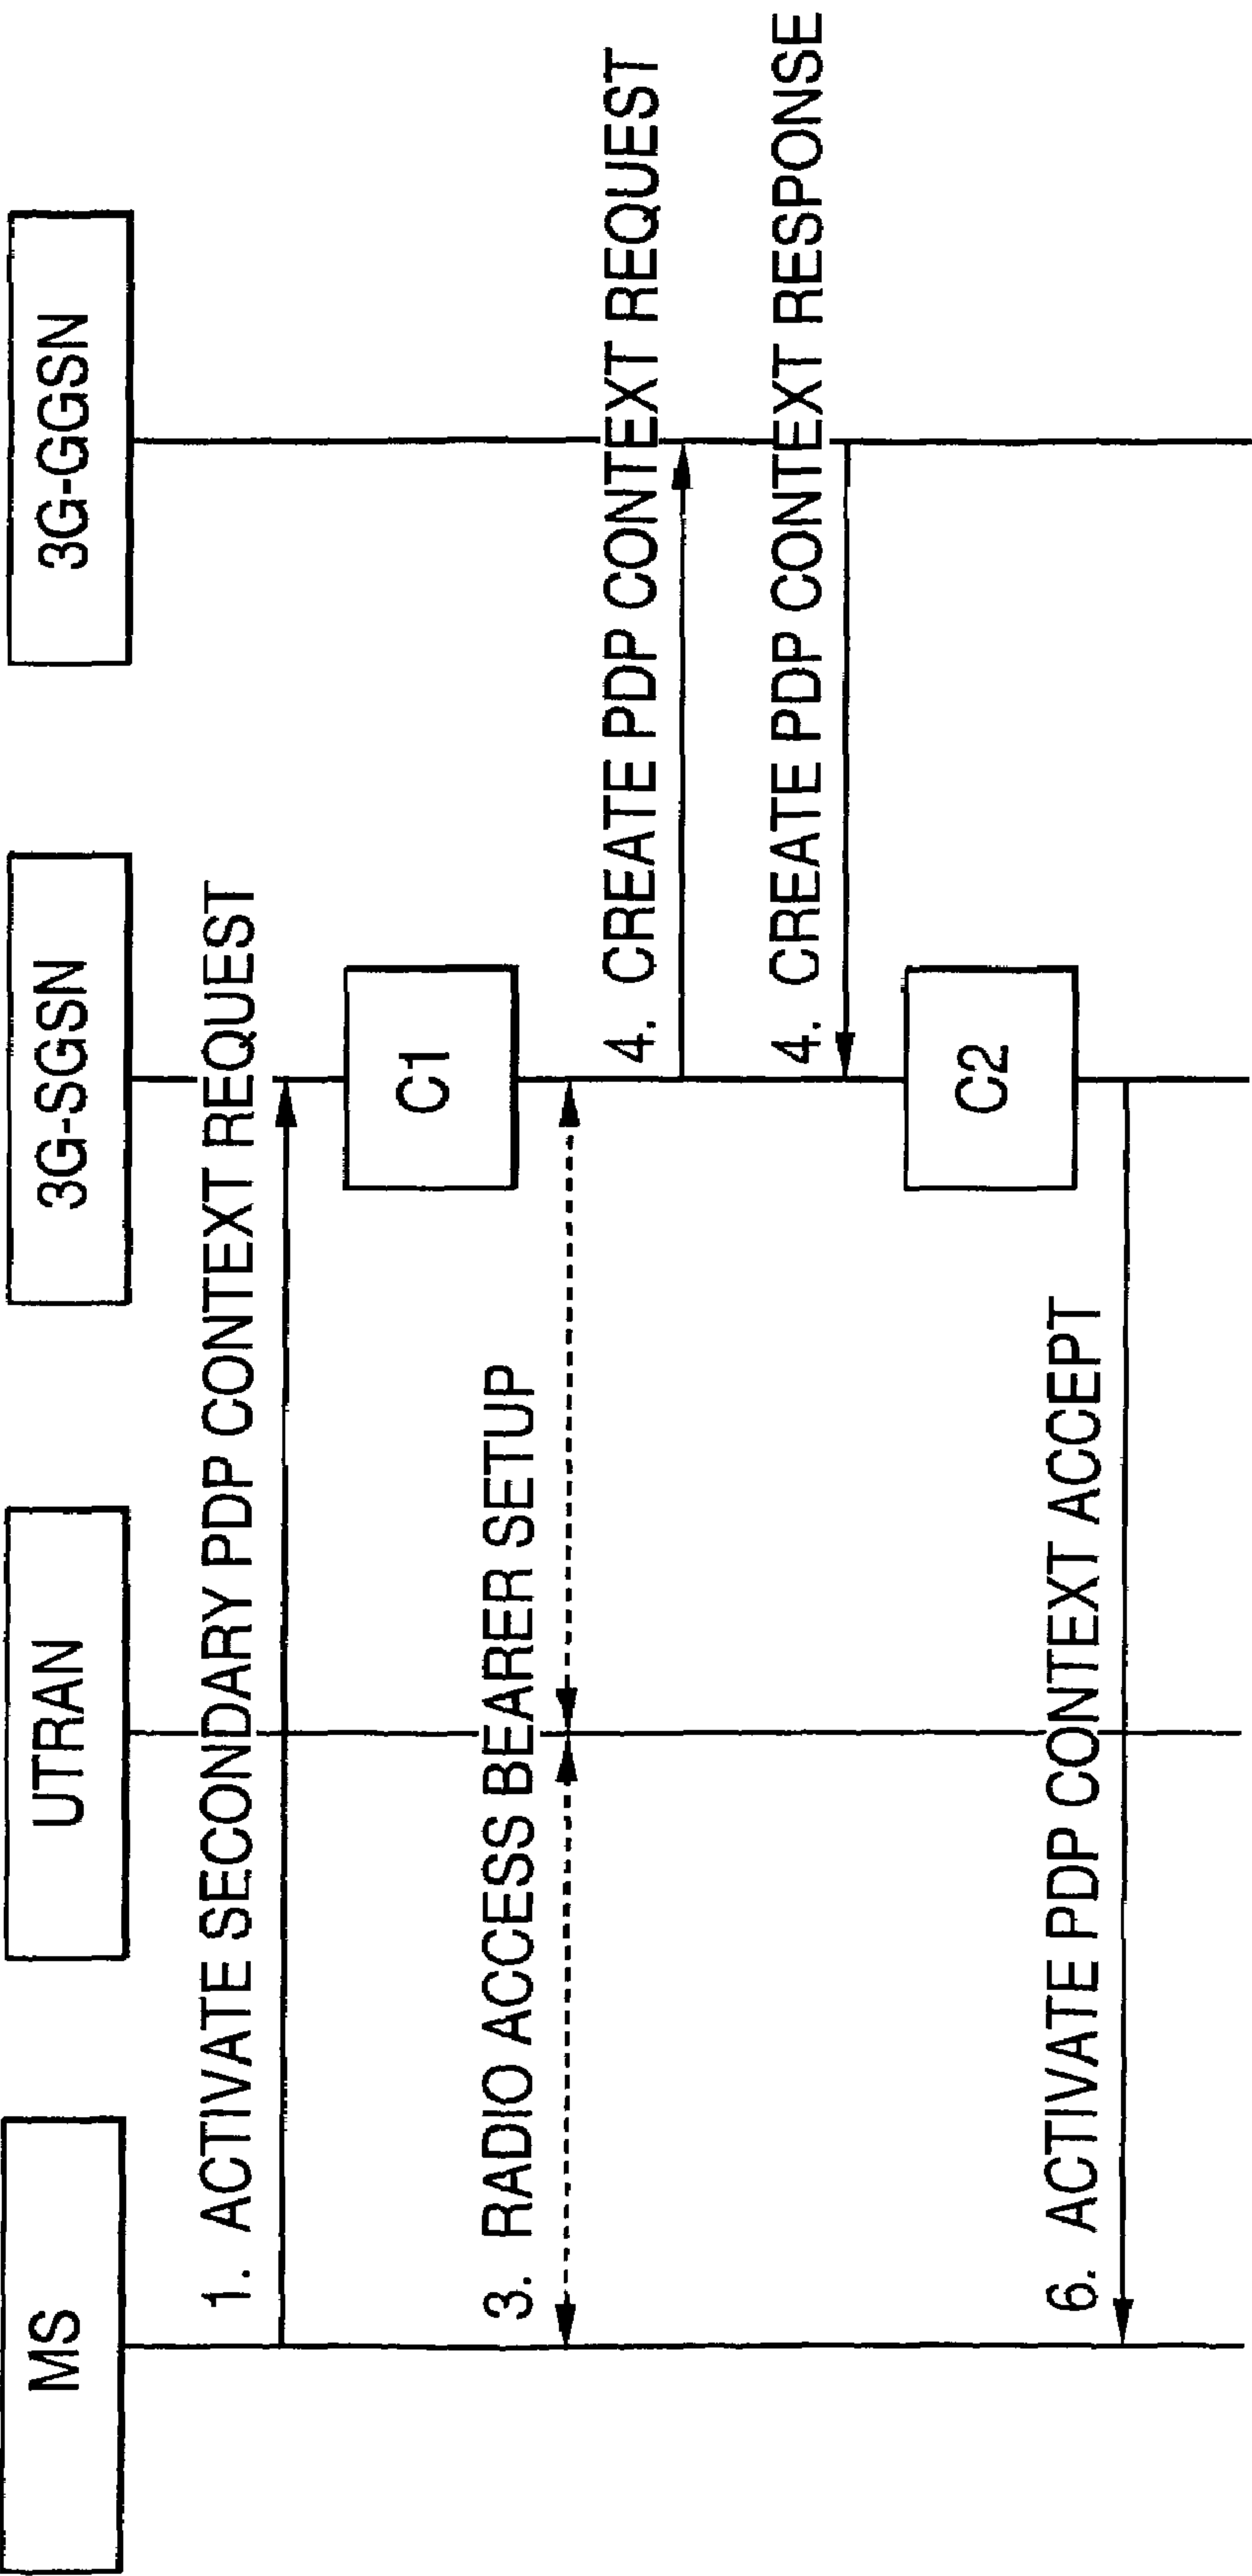 MS
UTRAN
3G-SGSN
3G-GGSN
1. ACTIVATE SECONDARY PDP CONTEXT REQUEST
C1
3. RADIO ACCESS BEARER SETUP
4. CREATE PDP CONTEXT REQUEST
4. CREATE PDP CONTEXT RESPONSE
C2
6. ACTIVATE PDP CONTEXT ACCEPT